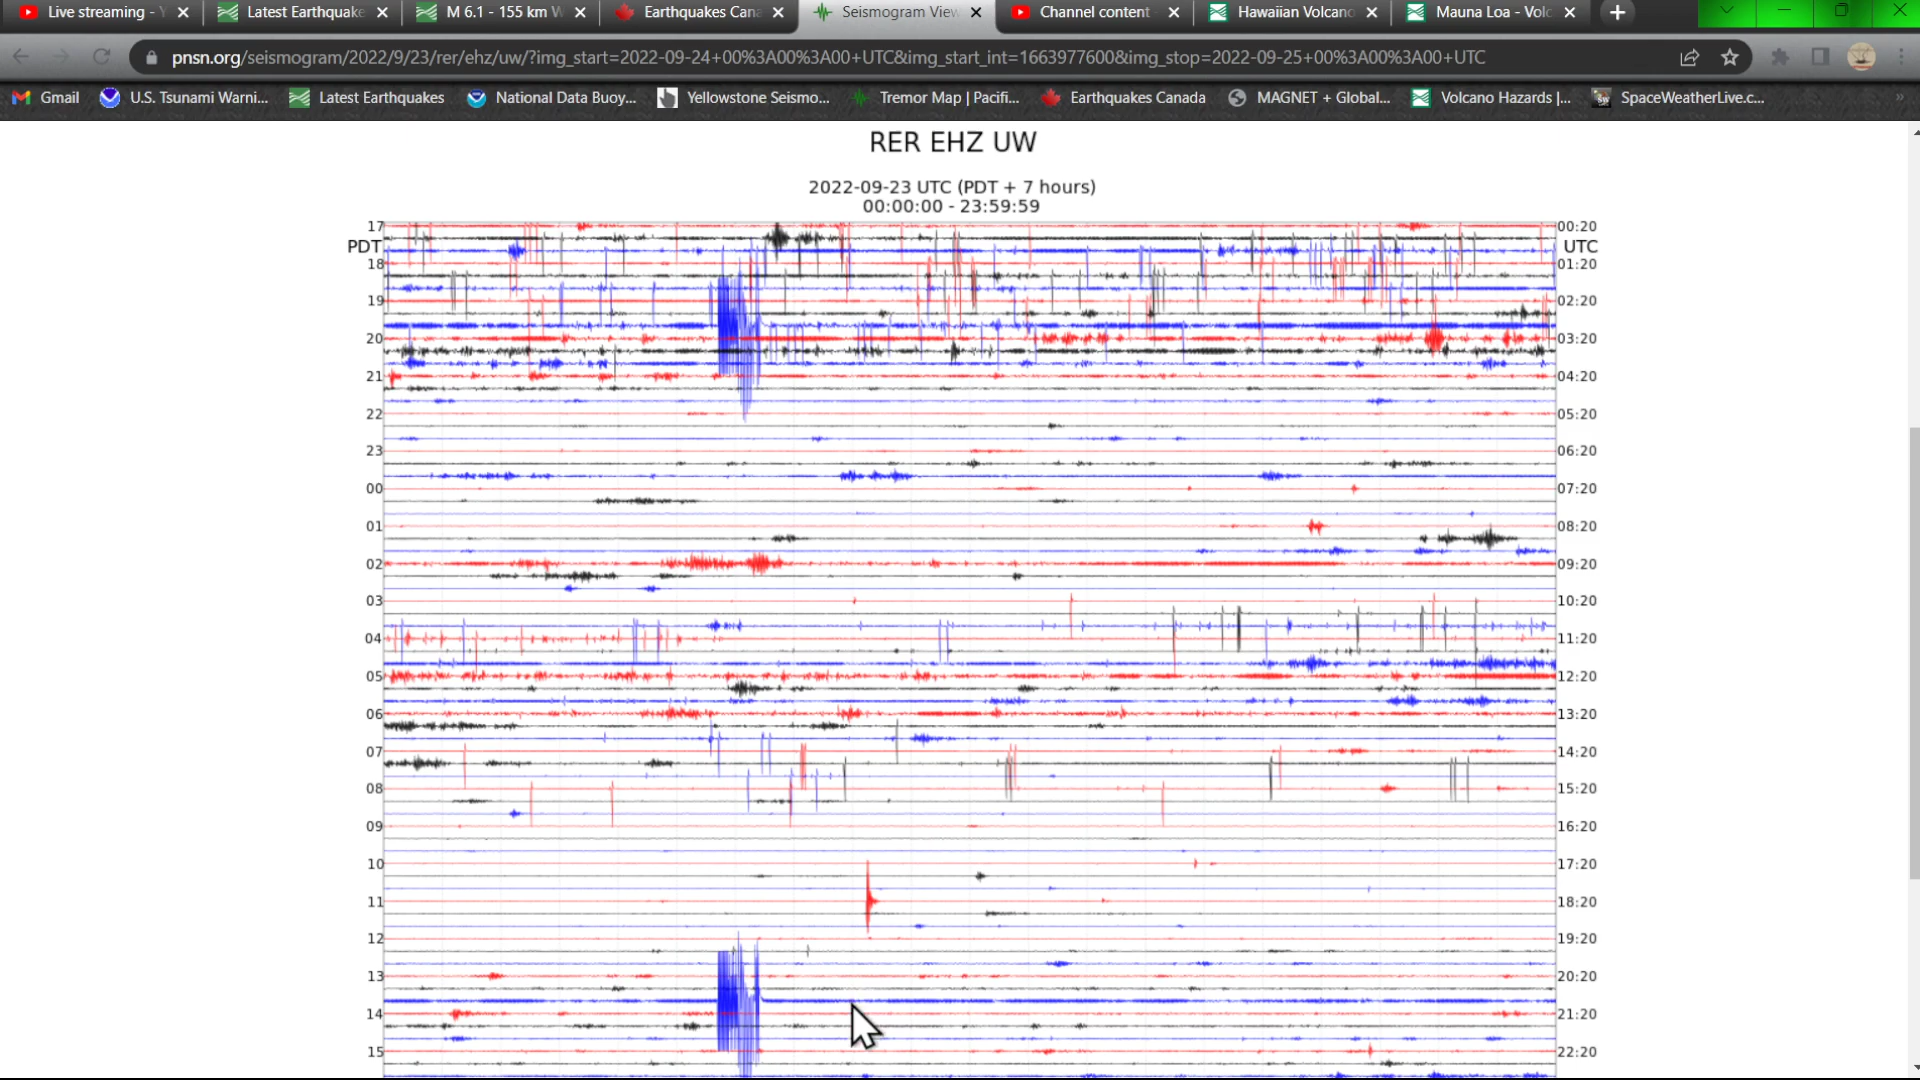 Live streaming - Y
Latest Earthquake
M 6.1 - 155 km W
Earthquakes Cana
Seismogram View
Channel content
Hawaiian Volcano
Mauna Loa - Volc
pnsn.org/seismogram/2022/9/23/rer/ehz/uw/?img_start=2022-09-24+00%3A00%3A00+UTC&img_start_int=1663977600&img_stop=2022-09-25+00%3A00%3A00+UTC
Gmail
U.S. Tsunami Warni...
Latest Earthquakes
National Data Buoy...
Yellowstone Seismo...
Tremor Map | Pacifi...
Earthquakes Canada
MAGNET + Global...
Volcano Hazards |...
SpaceWeatherLive.c...
RER EHZ UW
2022-09-23 UTC (PDT + 7 hours)
00:00:00 - 23:59:59
17 00:20
PDT UTC
18 01:20
19 02:20
20 03:20
21 04:20
22 05:20
23 06:20
00 07:20
01 08:20
02 09:20
03 10:20
04 11:20
05 12:20
06 13:20
07 14:20
08 15:20
09 16:20
10 17:20
11 18:20
12 19:20
13 20:20
14 21:20
15 22:20